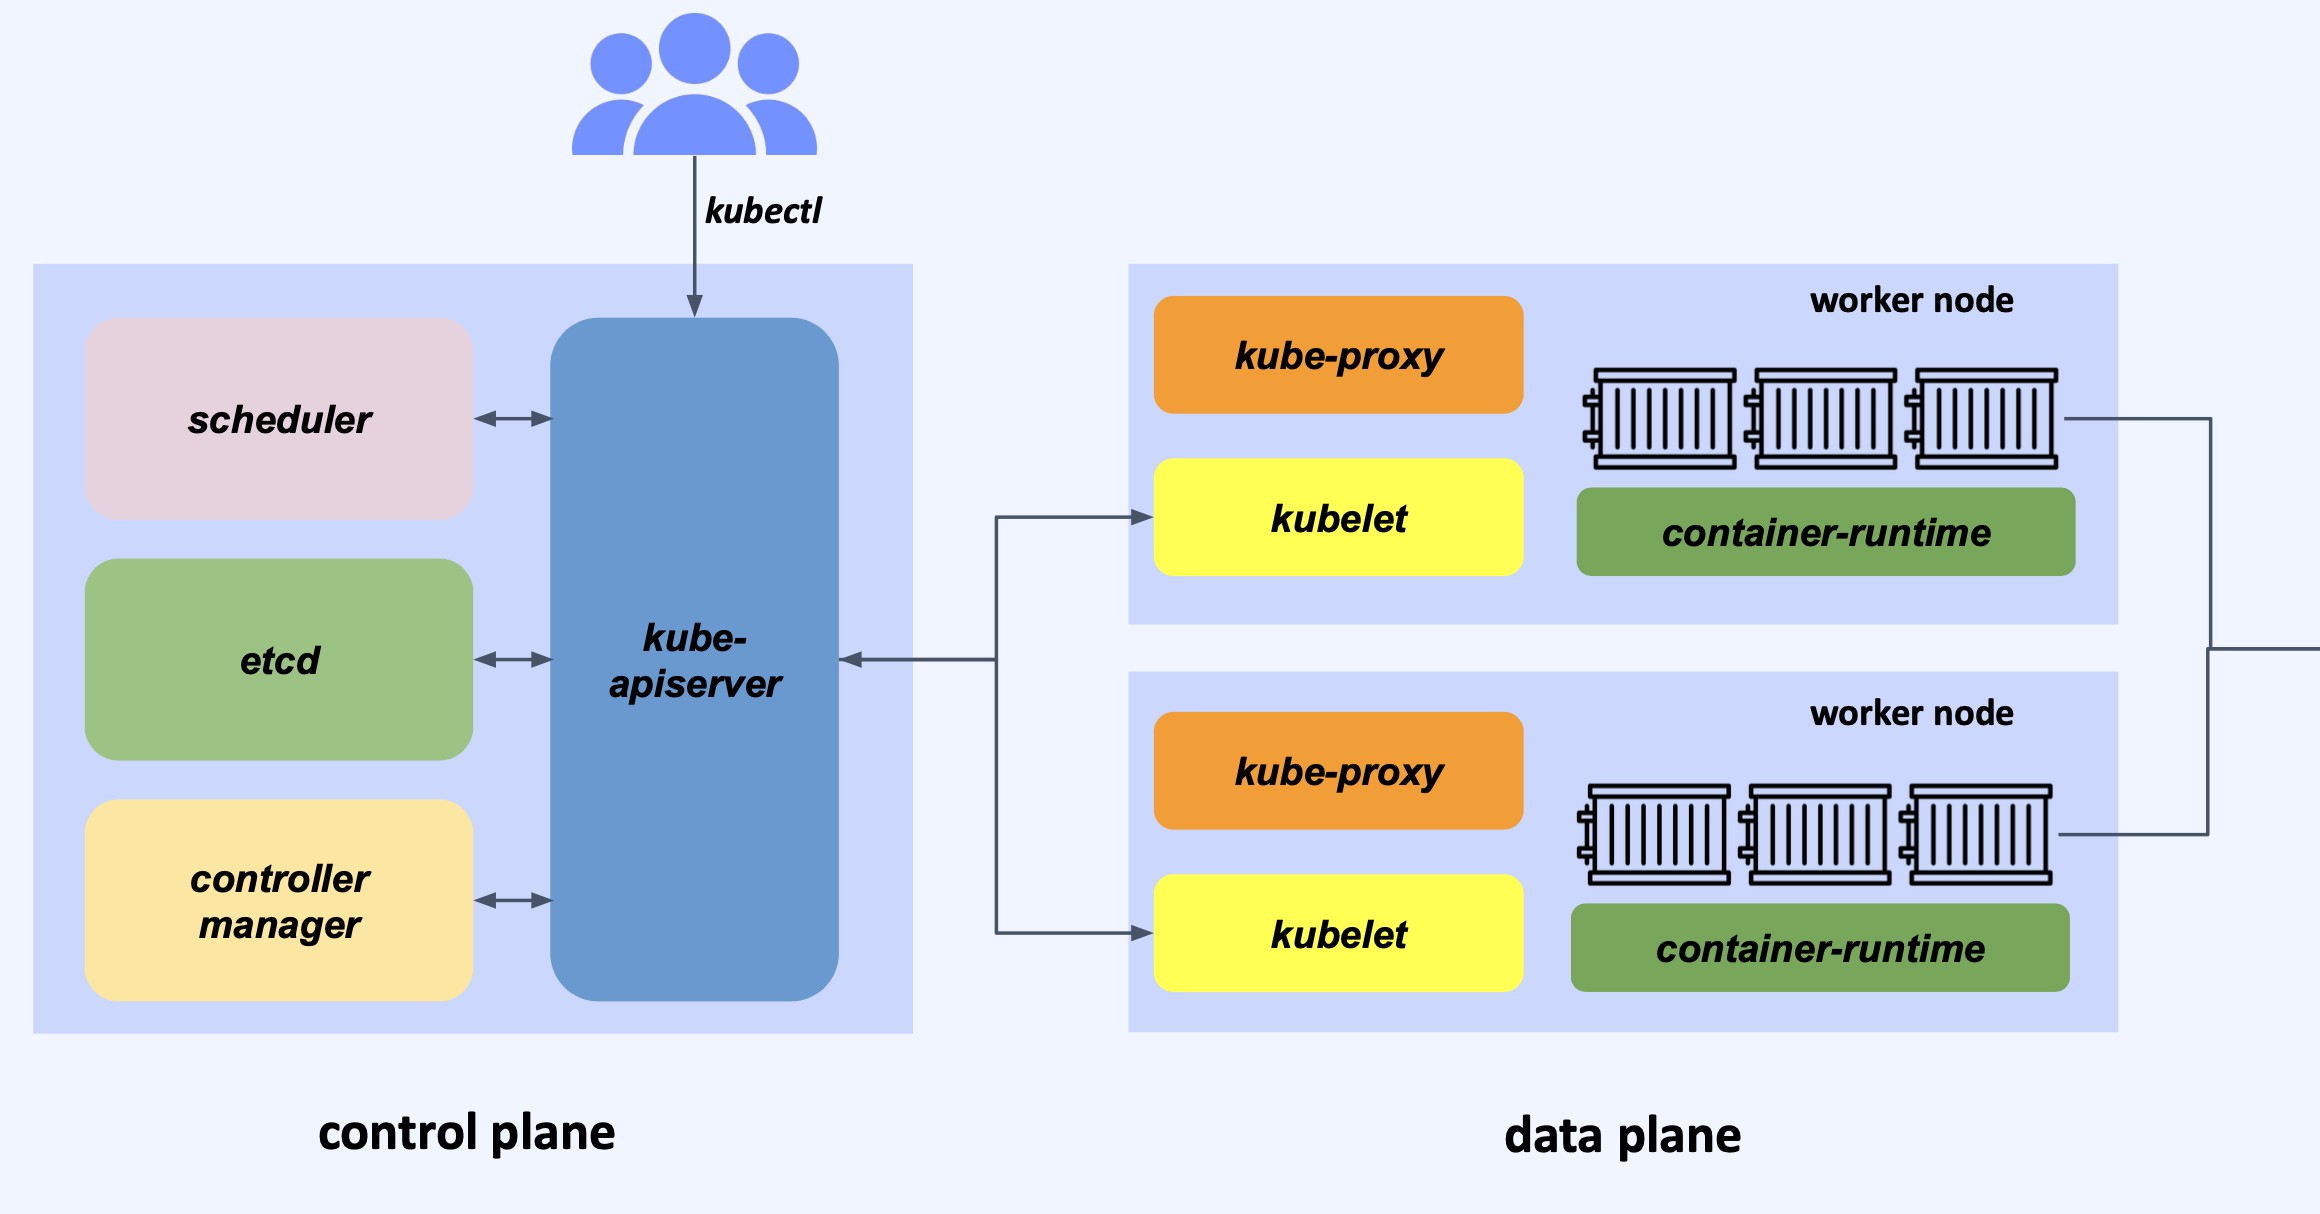 kubectl
scheduler
etcd
controller
manager
kube-
apiserver
control plane
worker node
kube-proxy
kubelet
container-runtime
worker node
kube-proxy
kubelet
container-runtime
data plane